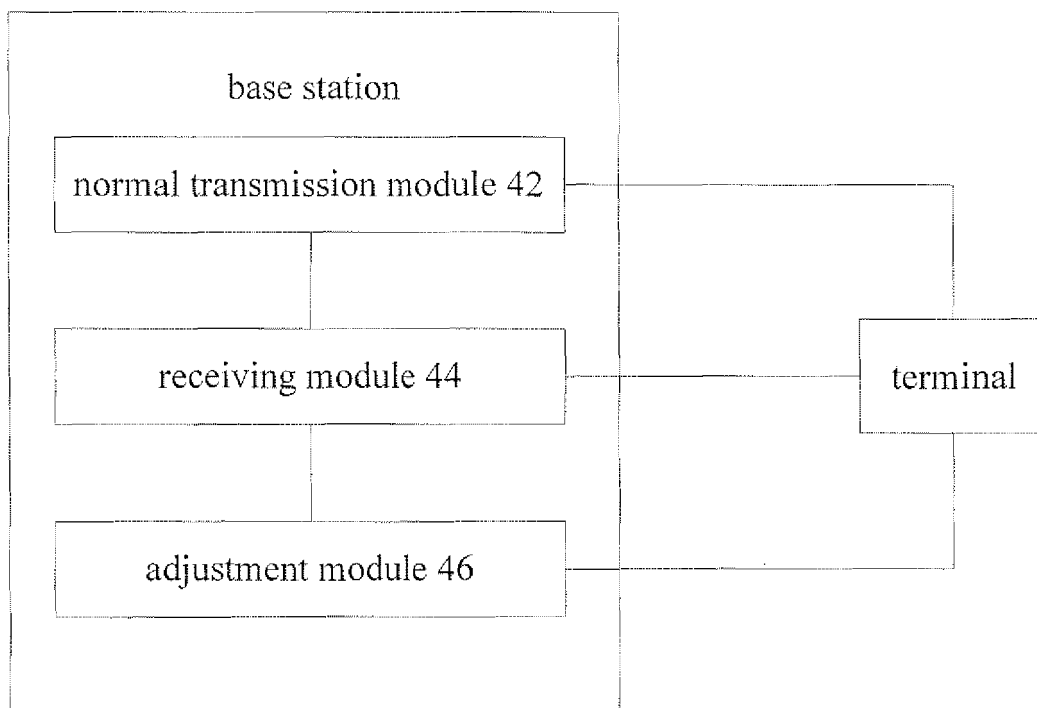 base station
normal transmission module 42
receiving module 44
terminal
adjustment module 46